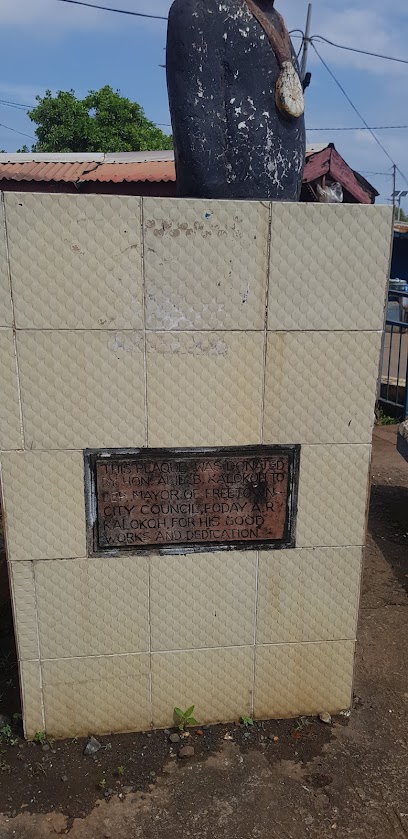 THIS PLAQUE WAS DONATED
BY HON. ALIE B. KALOKOH TO
THE MAYOR OF FREETOWN
CITY COUNCIL, BODAY A.R.Y
KALOKOH, FOR HIS GOOD
WORKS AND DEDICATION